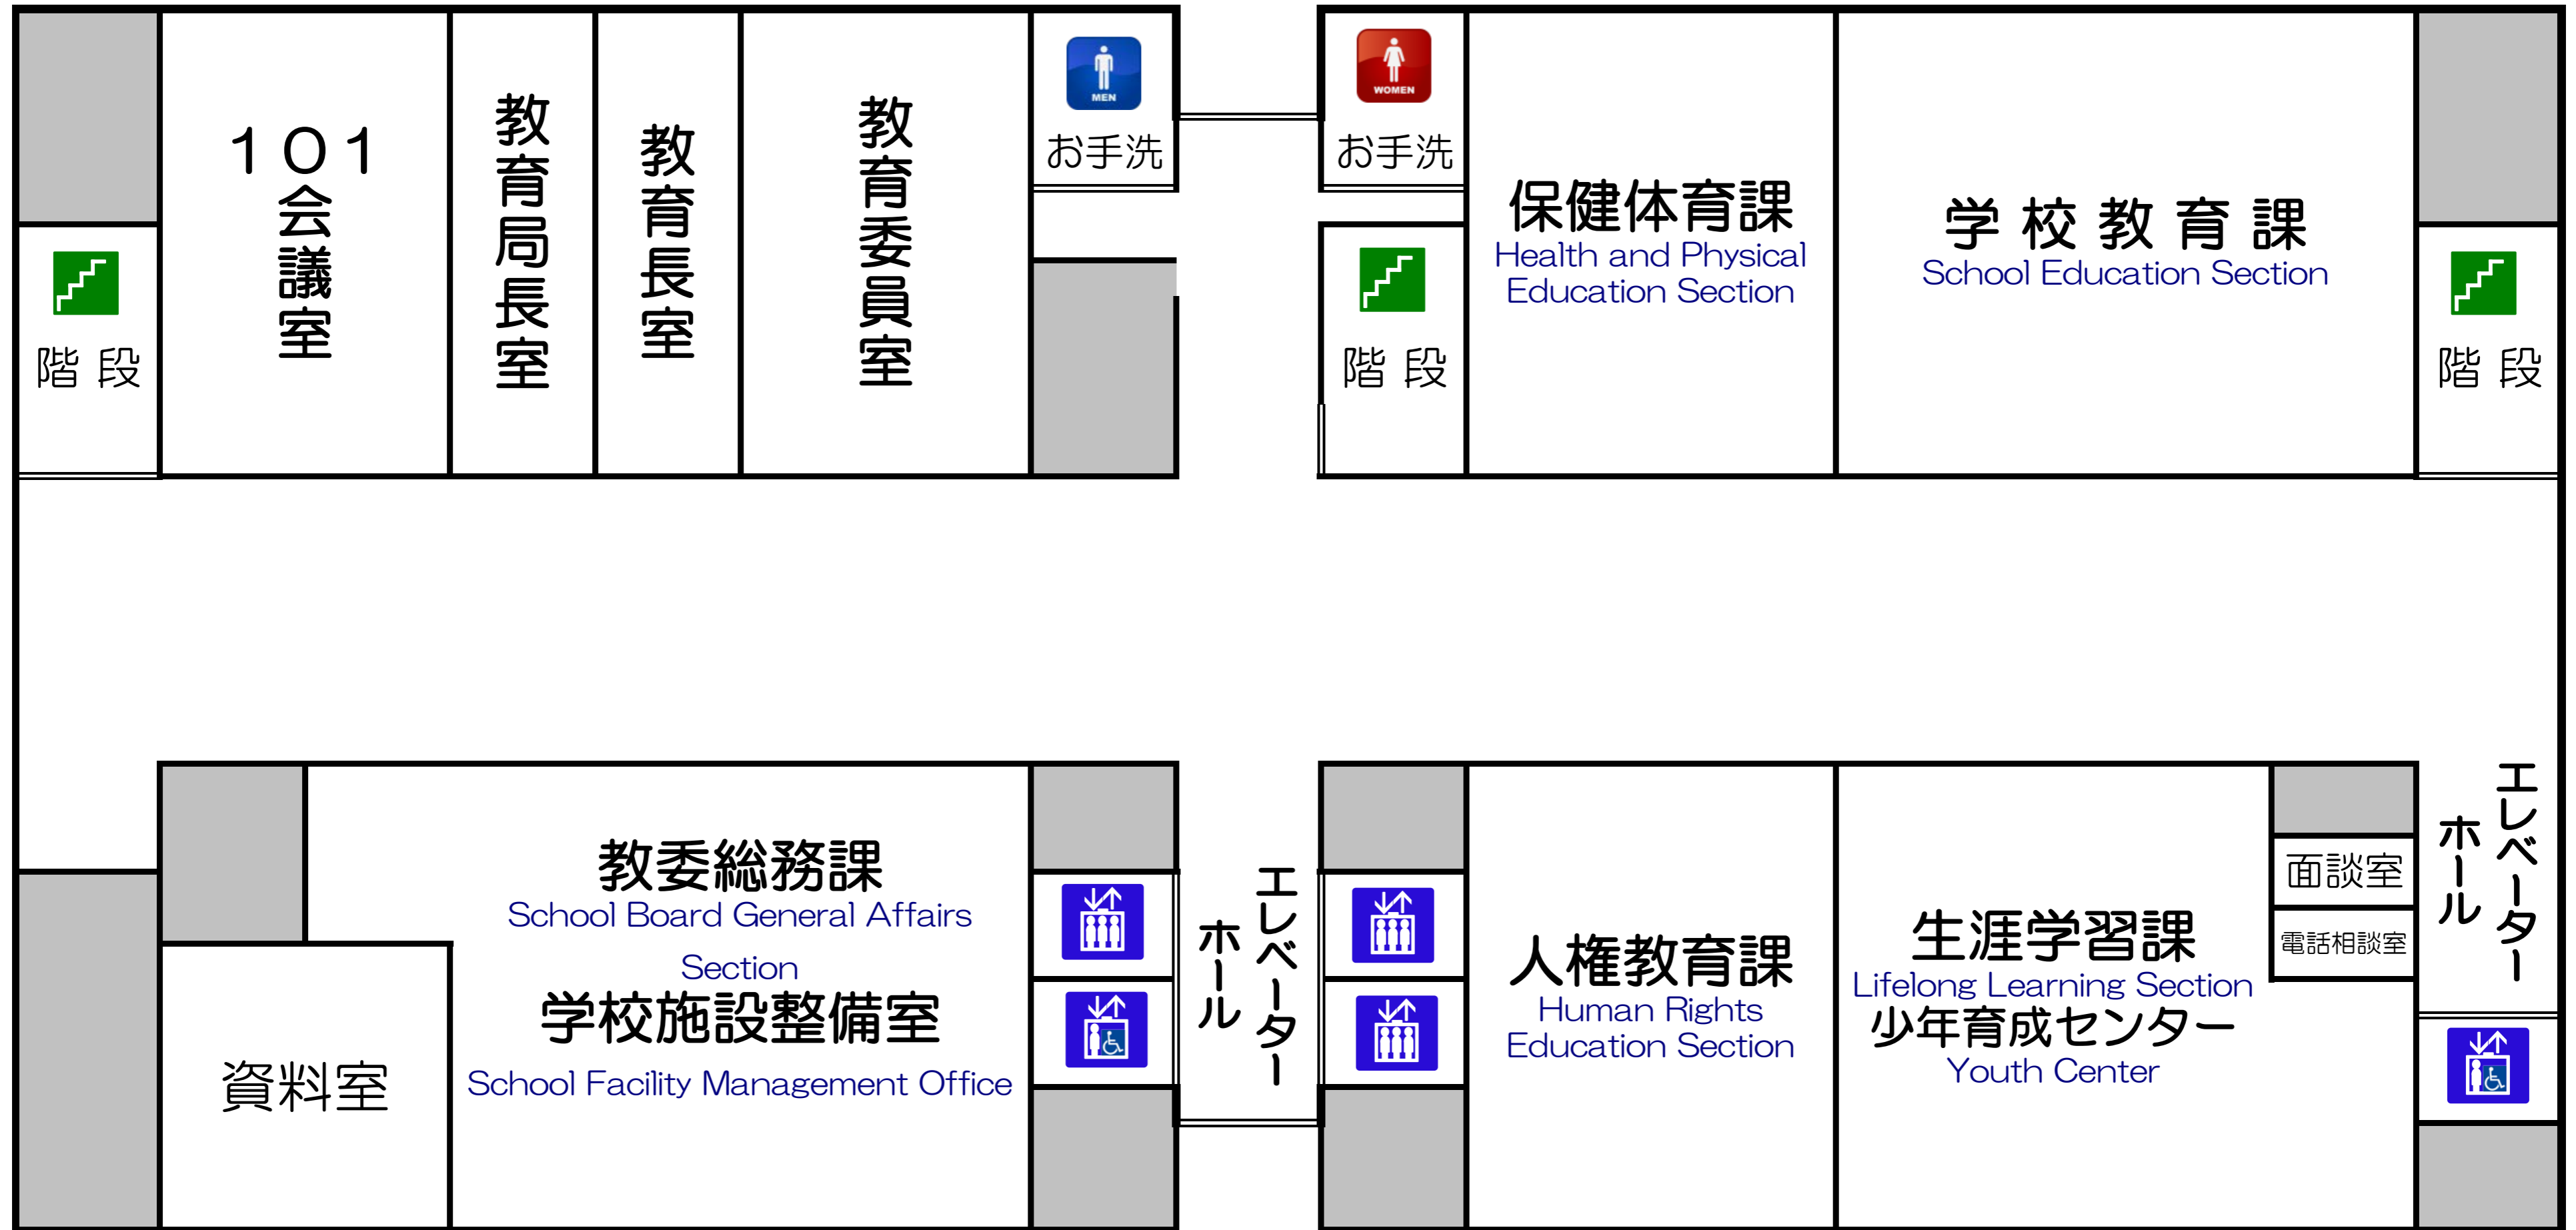 １０１
会議室
教育局長室
教育長室
教育委員室
MEN
お手洗
WOMEN
お手洗
保健体育課
Health and Physical
Education Section
学 校 教 育 課
School Education Section
階 段
階 段
階 段
教委総務課
School Board General Affairs
Section
学校施設整備室
School Facility Management Office
資料室
エレベーター
ホール
人権教育課
Human Rights
Education Section
生涯学習課
Lifelong Learning Section
少年育成センター
Youth Center
面談室
電話相談室
エレベーター
ホール